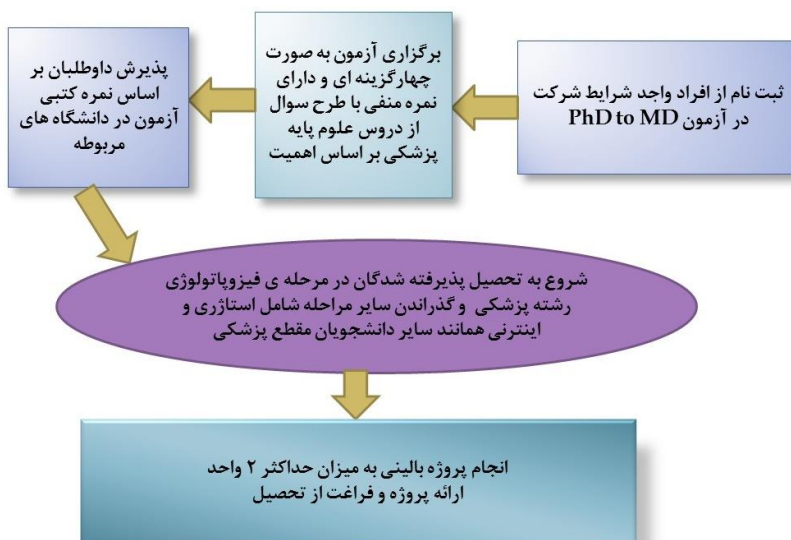 ثبت نام از افراد واجد شرایط شرکت
در آزمون PhD to MD
برگزاری آزمون به صورت
چهارگزینه ای و دارای
نمره منفی با طرح سوال
از دروس علوم پایه
پزشکی بر اساس اهمیت
پذیرش داوطلبان بر
اساس نمره کتبی
آزمون در دانشگاه های
مربوطه
شروع به تحصیل پذیرفته شدگان در مرحله ی فیزوپاتولوژی
رشته پزشکی و گذراندن سایر مراحله شامل استاژری و
اینترنی همانند سایر دانشجویان مقطع پزشکی
انجام پروژه بالینی به میزان حداکثر ۲ واحد
ارائه پروژه و فراغت از تحصیل